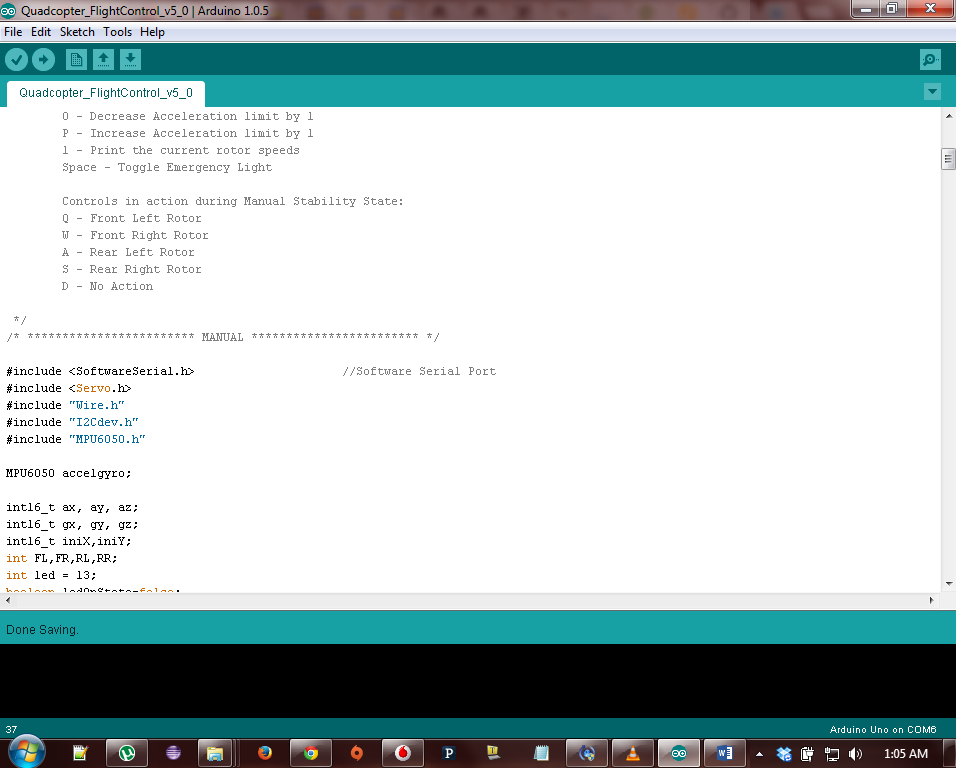 Quadcopter_FlightControl_v5_0 | Arduino 1.0.5
File Edit Sketch Tools Help
Quadcopter_FlightControl_v5_0
O - Decrease Acceleration limit by 1
P - Increase Acceleration limit by 1
l - Print the current rotor speeds
Space - Toggle Emergency Light
Controls in action during Manual Stability State:
Q - Front Left Rotor
W - Front Right Rotor
A - Rear Left Rotor
S - Rear Right Rotor
D - No Action
*/
/* ************************ MANUAL ************************ */
#include <SoftwareSerial.h> //Software Serial Port
#include <Servo.h>
#include "Wire.h"
#include "I2Cdev.h"
#include "MPU6050.h"
MPU6050 accelgyro;
int16_t ax, ay, az;
int16_t gx, gy, gz;
int16_t iniX,iniY;
int FL,FR,RL,RR;
int led = 13;
boolean ledOnState=false;
Done Saving.
37
Arduino Uno on COM6
P
W
1:05 AM